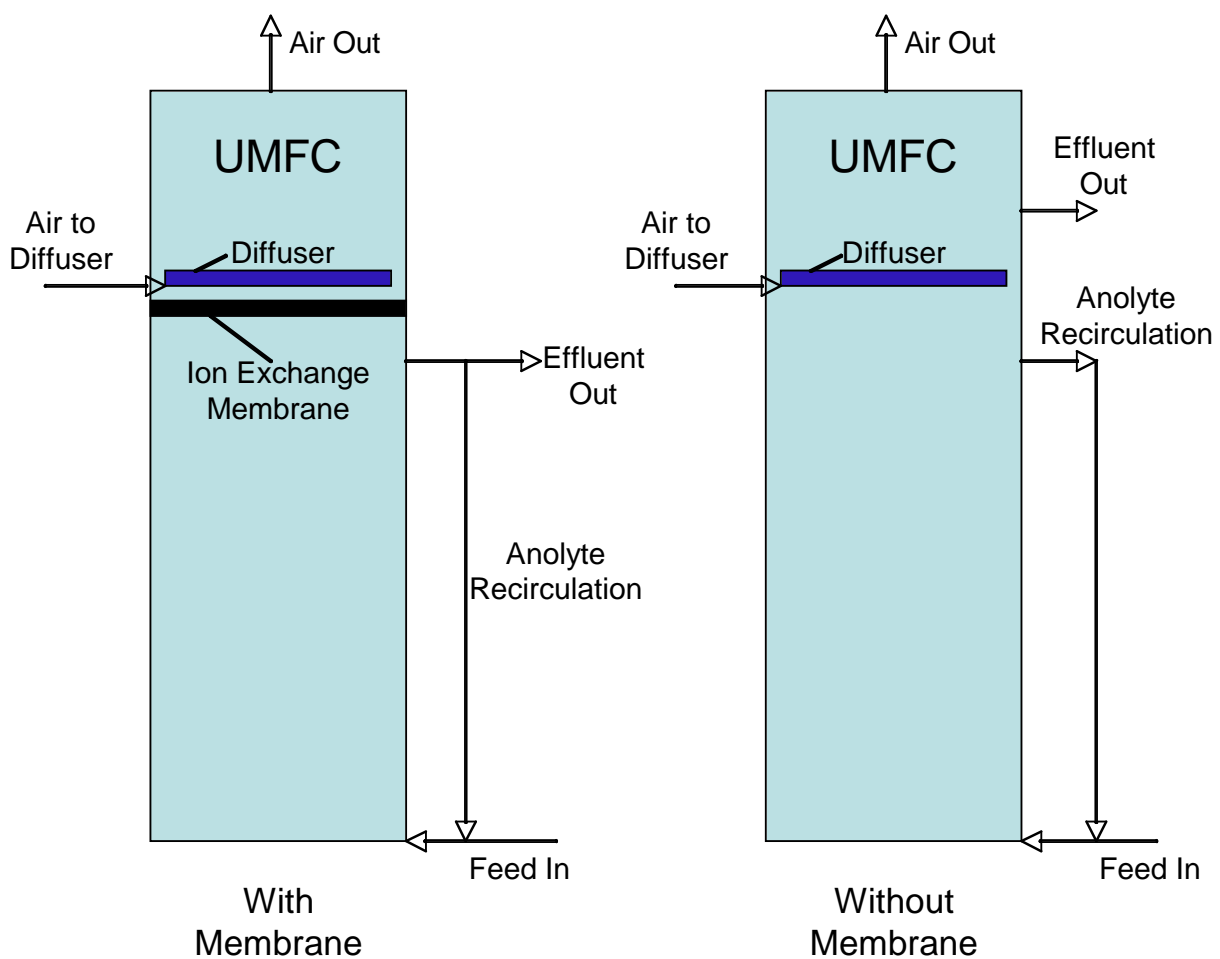 Air Out
UMFC
Air to
Diffuser
Diffuser
Ion Exchange
Membrane
Effluent
Out
Anolyte
Recirculation
Feed In
With
Membrane
Air Out
UMFC
Effluent
Out
Air to
Diffuser
Diffuser
Anolyte
Recirculation
Feed In
Without
Membrane